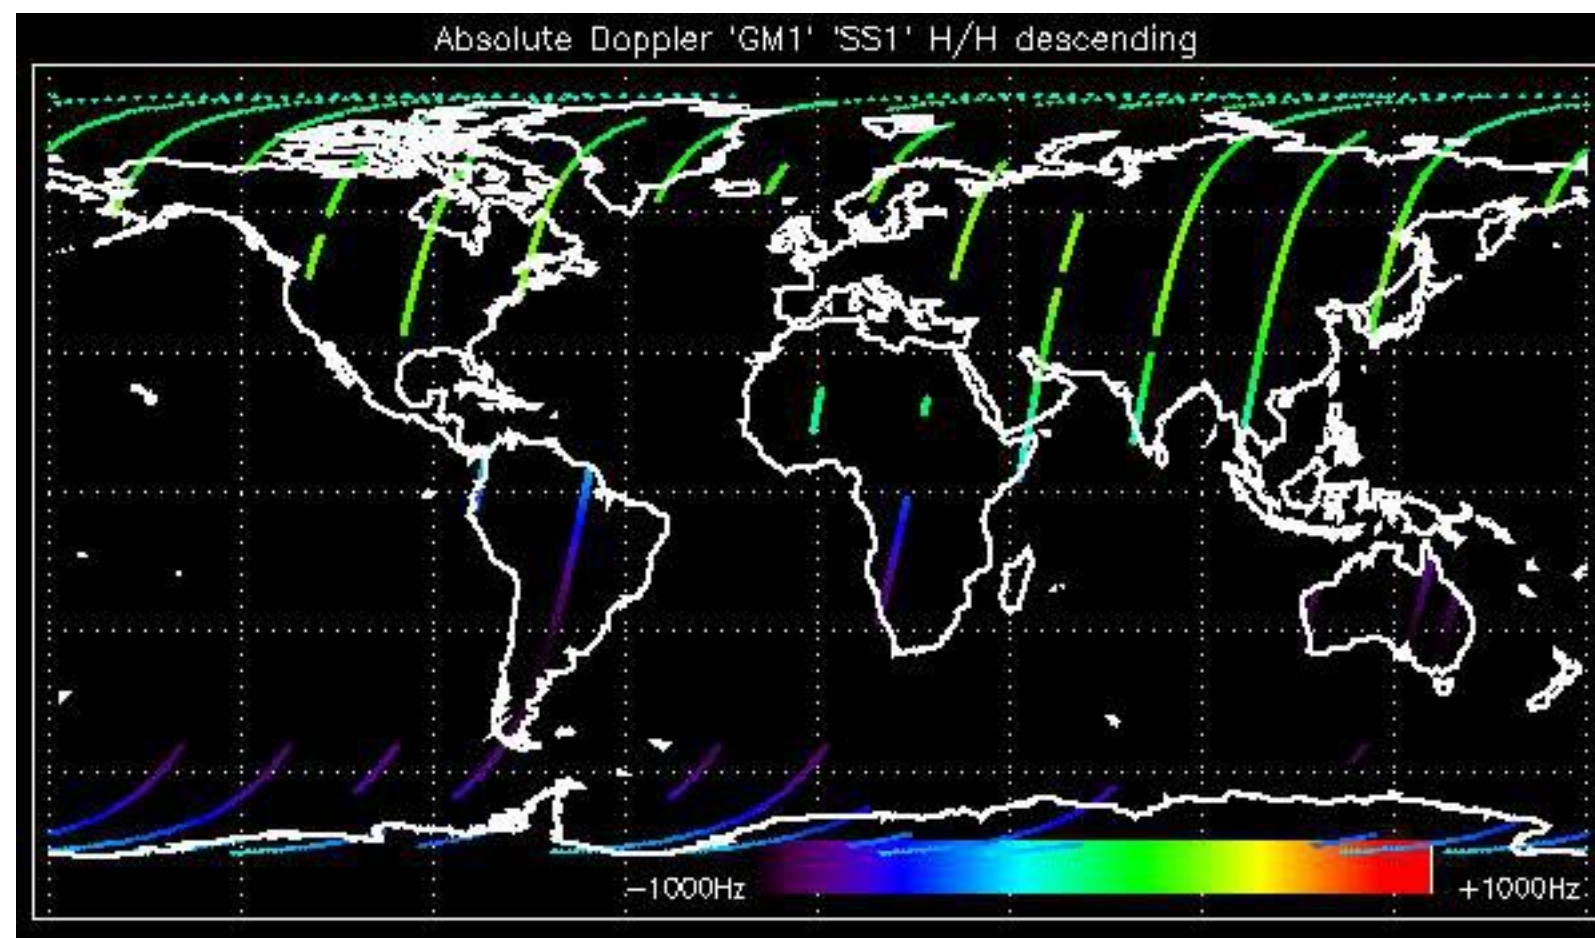 Absolute Doppler 'GM1' 'SS1' H/H descending
-1000Hz
+1000Hz